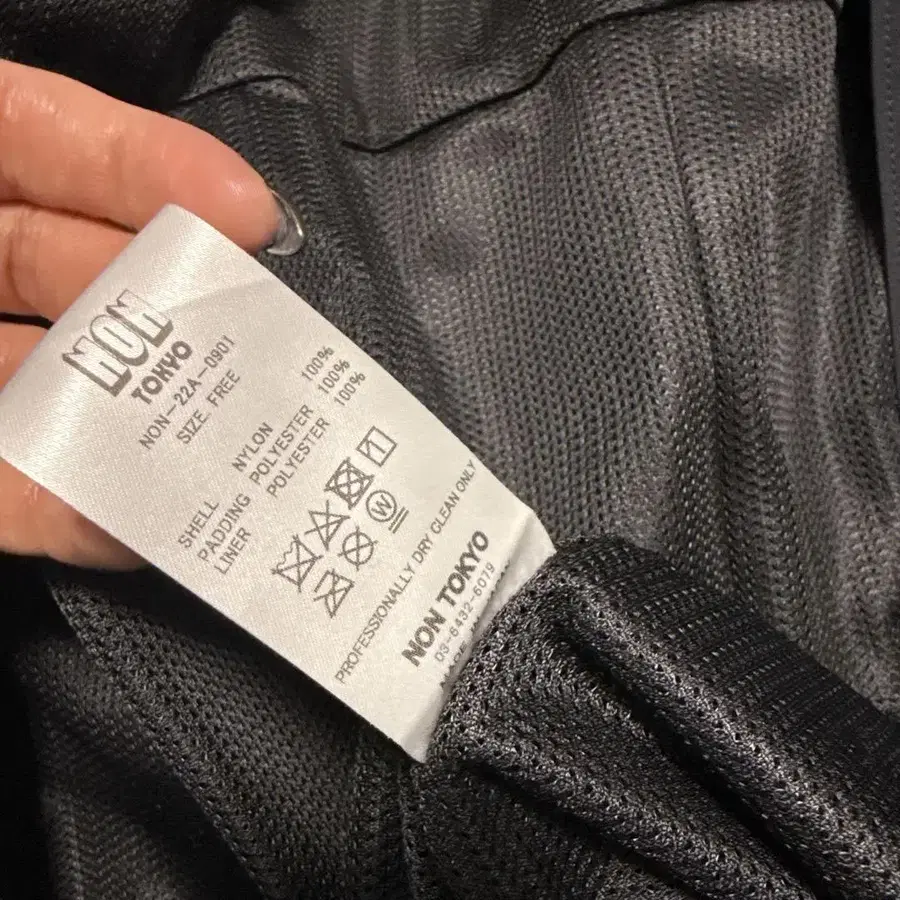 NON
TOKYO
NON-22A-0901
SIZE FREE
SHELL NYLON 100%
PADDING POLYESTER 100%
LINER POLYESTER 100%
W
PROFESSIONALLY DRY CLEAN ONLY
NON TOKYO
03-6432-6079
MADE